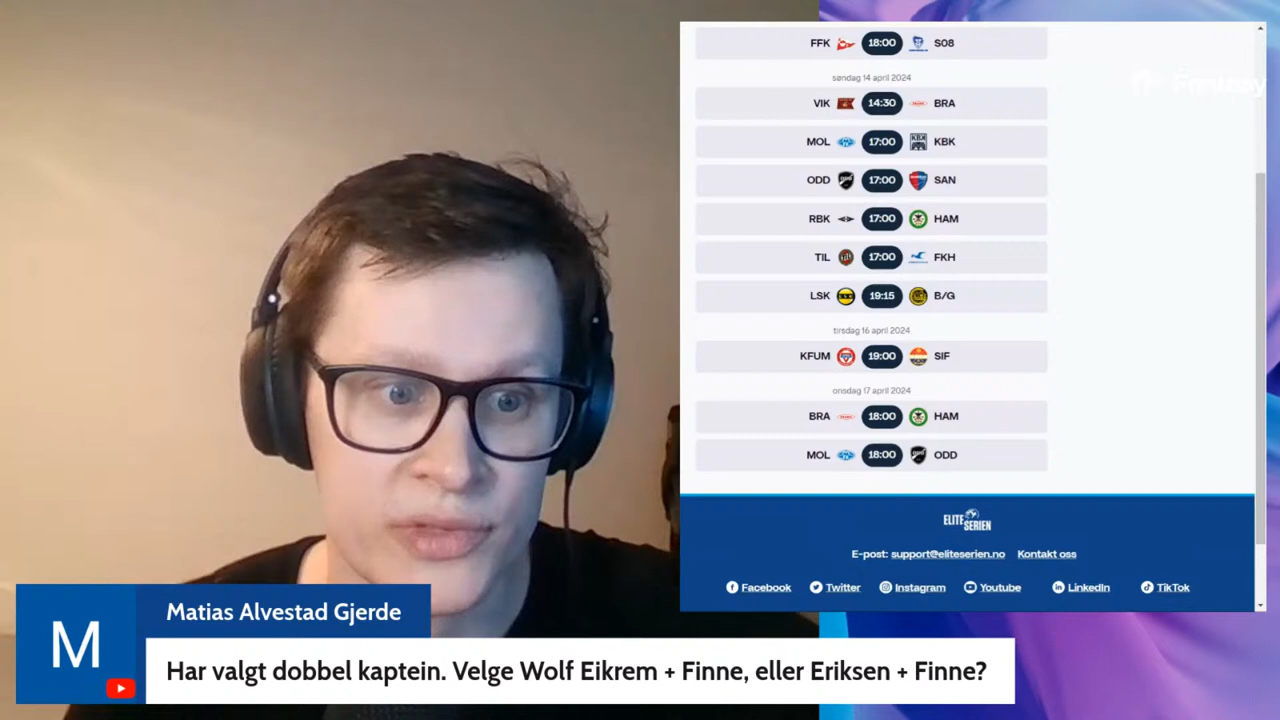 FFK 18:00 S08
søndag 14 april 2024
VIK 14:30 BRA
MOL 17:00 KBK
ODD 17:00 SAN
RBK 17:00 HAM
TIL 17:00 FKH
LSK 19:15 B/G
tirsdag 16 april 2024
KFUM 19:00 SIF
onsdag 17 april 2024
BRA 18:00 HAM
MOL 18:00 ODD
ELITE
SERIEN
E-post: support@eliteserien.no Kontakt oss
Facebook Twitter Instagram Youtube LinkedIn TikTok
Matias Alvestad Gjerde
M
Har valgt dobbel kaptein. Velge Wolf Eikrem + Finne, eller Eriksen + Finne?